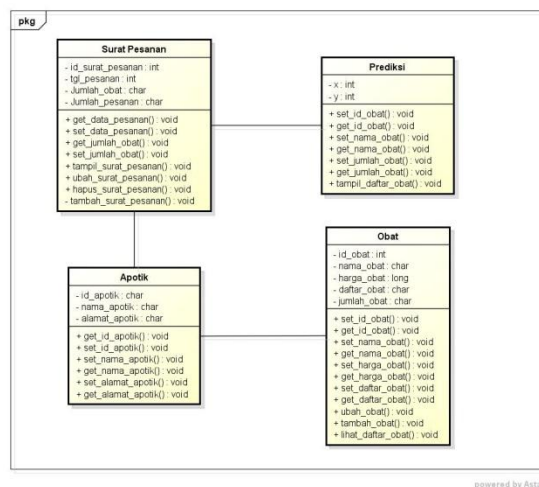 pkg
Surat Pesanan
- id_surat_pesanan : int
- tgl_pesanan : int
- Jumlah_obat : char
- Jumlah_pesanan : char
+ get_data_pesanan() : void
+ set_data_pesanan() : void
+ get_jumlah_obat() : void
+ set_jumlah_obat() : void
+ tampil_surat_pesanan() : void
+ ubah_surat_pesanan() : void
+ hapus_surat_pesanan() : void
- tambah_surat_pesanan() : void
Prediksi
- x : int
- y : int
+ set_id_obat() : void
+ get_id_obat() : void
+ set_nama_obat() : void
+ get_nama_obat() : void
+ set_jumlah_obat() : void
+ get_jumlah_obat() : void
+ tampil_daftar_obat() : void
Apotik
- id_apotik : char
- nama_apotik : char
- alamat_apotik : char
+ get_id_apotik() : void
+ set_id_apotik() : void
+ set_nama_apotik() : void
+ get_nama_apotik() : void
+ set_alamat_apotik() : void
+ get_alamat_apotik() : void
Obat
- id_obat : int
- nama_obat : char
- harga_obat : long
- daftar_obat : char
- jumlah_obat : char
+ set_id_obat() : void
+ get_id_obat() : void
+ set_nama_obat() : void
+ get_nama_obat() : void
+ set_harga_obat() : void
+ get_harga_obat() : void
+ set_daftar_obat() : void
+ get_daftar_obat() : void
+ ubah_obat() : void
+ tambah_obat() : void
+ lihat_daftar_obat() : void
powered by Asta